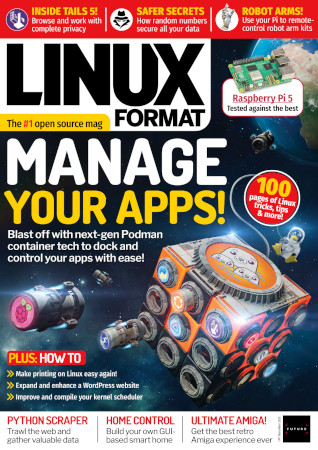 INSIDE TAILS 5!
Browse and work with
complete privacy
SAFER SECRETS
How random numbers
secure all your data
ROBOT ARMS!
Use your Pi to remote-
control robot arm kits
LINUX
FORMAT
The #1 open source mag
Raspberry Pi 5
Tested against the best
MANAGE
YOUR APPS!
Blast off with next-gen Podman
container tech to dock and
control your apps with ease!
100
pages of Linux
tricks, tips
& more!
PLUS: HOW TO
Make printing on Linux easy again!
Expand and enhance a WordPress website
Improve and compile your kernel scheduler
PYTHON SCRAPER
Trawl the web and
gather valuable data
HOME CONTROL
Build your own GUI-
based smart home
ULTIMATE AMIGA!
Get the best retro
Amiga experience ever
FUTURE